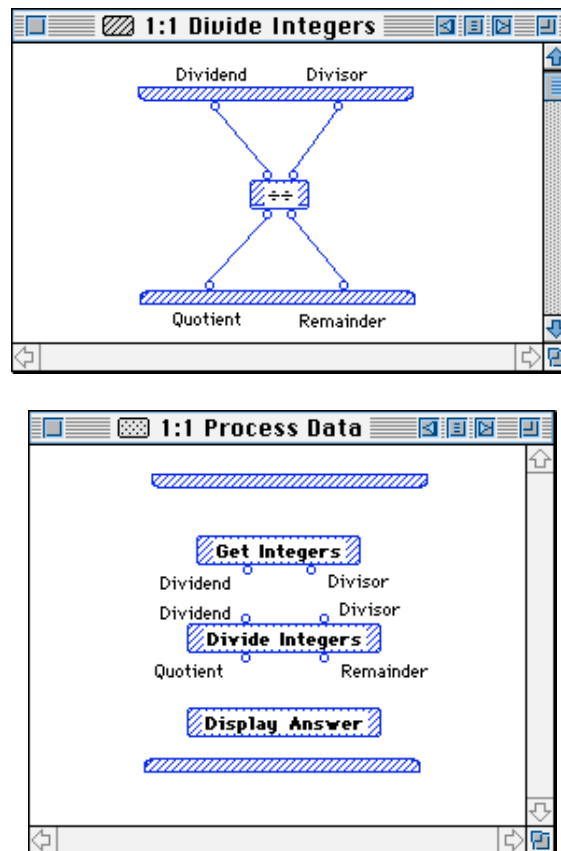 1:1 Divide Integers
Dividend Divisor
÷÷
Quotient Remainder
1:1 Process Data
Get Integers
Dividend Divisor
Dividend Divisor
Divide Integers
Quotient Remainder
Display Answer